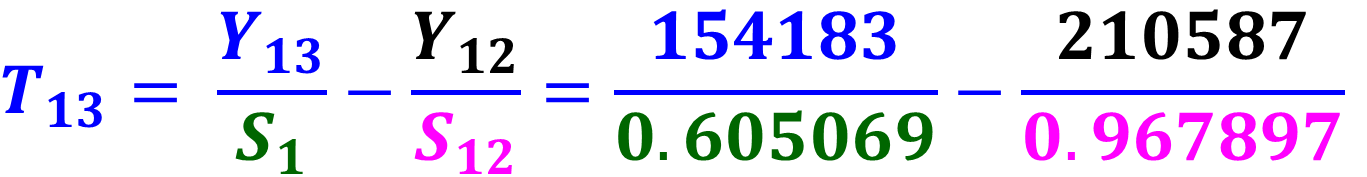 T₁₃ = Y₁₃/S₁ − Y₁₂/S₁₂ = 154183/0.605069 − 210587/0.967897